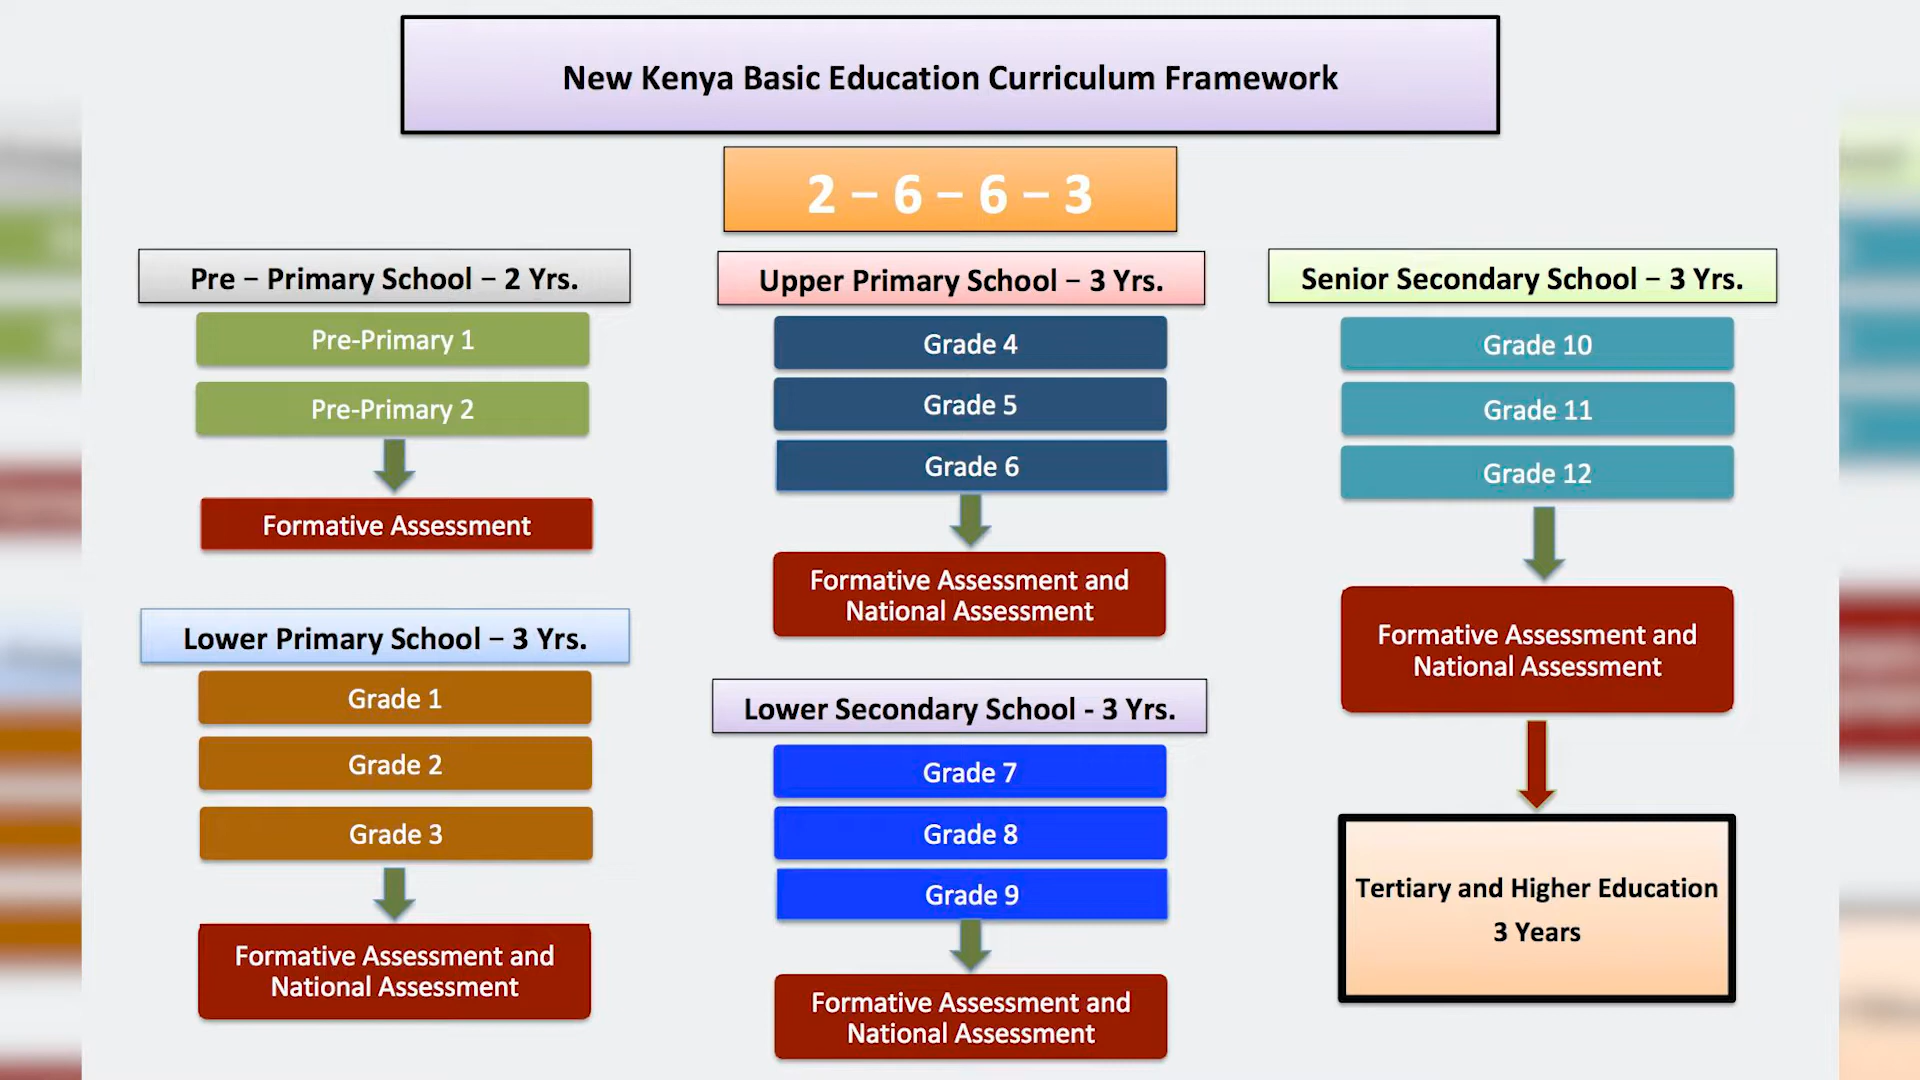 New Kenya Basic Education Curriculum Framework
2 – 6 – 6 – 3
Pre – Primary School – 2 Yrs.
Pre-Primary 1
Pre-Primary 2
Formative Assessment
Lower Primary School – 3 Yrs.
Grade 1
Grade 2
Grade 3
Formative Assessment and
National Assessment
Upper Primary School – 3 Yrs.
Grade 4
Grade 5
Grade 6
Formative Assessment and
National Assessment
Lower Secondary School - 3 Yrs.
Grade 7
Grade 8
Grade 9
Formative Assessment and
National Assessment
Senior Secondary School – 3 Yrs.
Grade 10
Grade 11
Grade 12
Formative Assessment and
National Assessment
Tertiary and Higher Education
3 Years